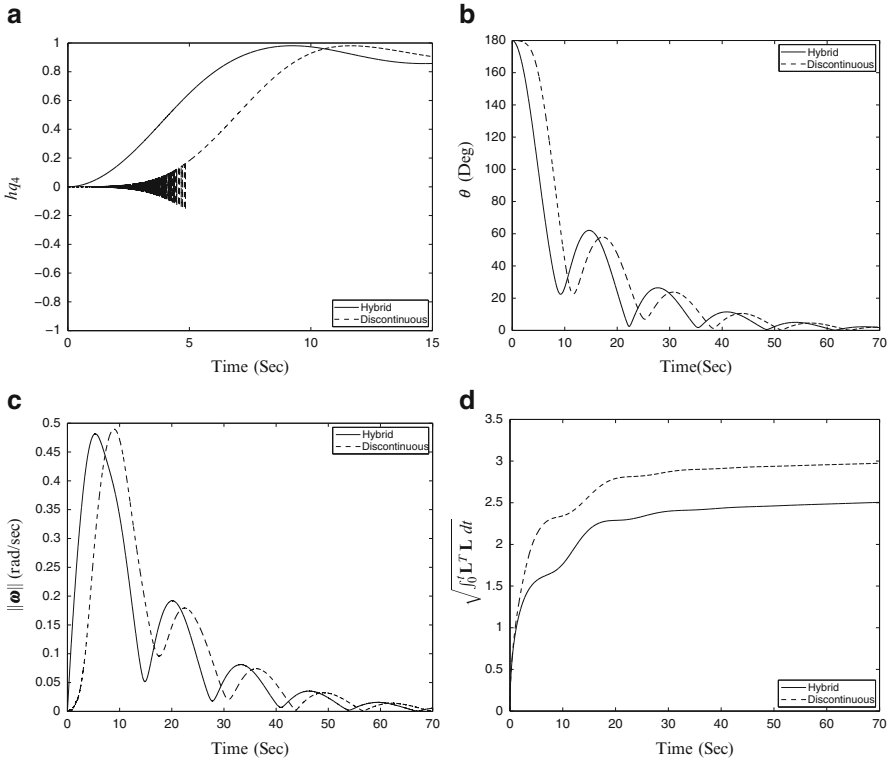 a
1
0.8
0.6
0.4
0.2
0
−0.2
−0.4
−0.6
−0.8
−1
hq4
0 5 10 15
Time (Sec)
Hybrid
Discontinuous
b
180
160
140
120
100
80
60
40
20
0
θ (Deg)
0 10 20 30 40 50 60 70
Time(Sec)
Hybrid
Discontinuous
c
0.5
0.45
0.4
0.35
0.3
0.25
0.2
0.15
0.1
0.05
0
||ω|| (rad/sec)
0 10 20 30 40 50 60 70
Time (Sec)
Hybrid
Discontinuous
d
3.5
3
2.5
2
1.5
1
0.5
0
√∫₀ᵗ Lᵀ L dt
0 10 20 30 40 50 60 70
Time (Sec)
Hybrid
Discontinuous